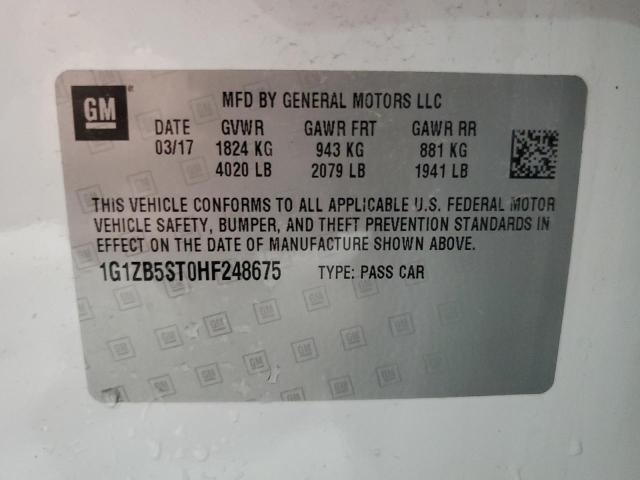 GM
MFD BY GENERAL MOTORS LLC
DATE GVWR GAWR FRT GAWR RR
03/17 1824 KG 943 KG 881 KG
4020 LB 2079 LB 1941 LB
THIS VEHICLE CONFORMS TO ALL APPLICABLE U.S. FEDERAL MOTOR
VEHICLE SAFETY, BUMPER, AND THEFT PREVENTION STANDARDS IN
EFFECT ON THE DATE OF MANUFACTURE SHOWN ABOVE.
1G1ZB5ST0HF248675 TYPE: PASS CAR